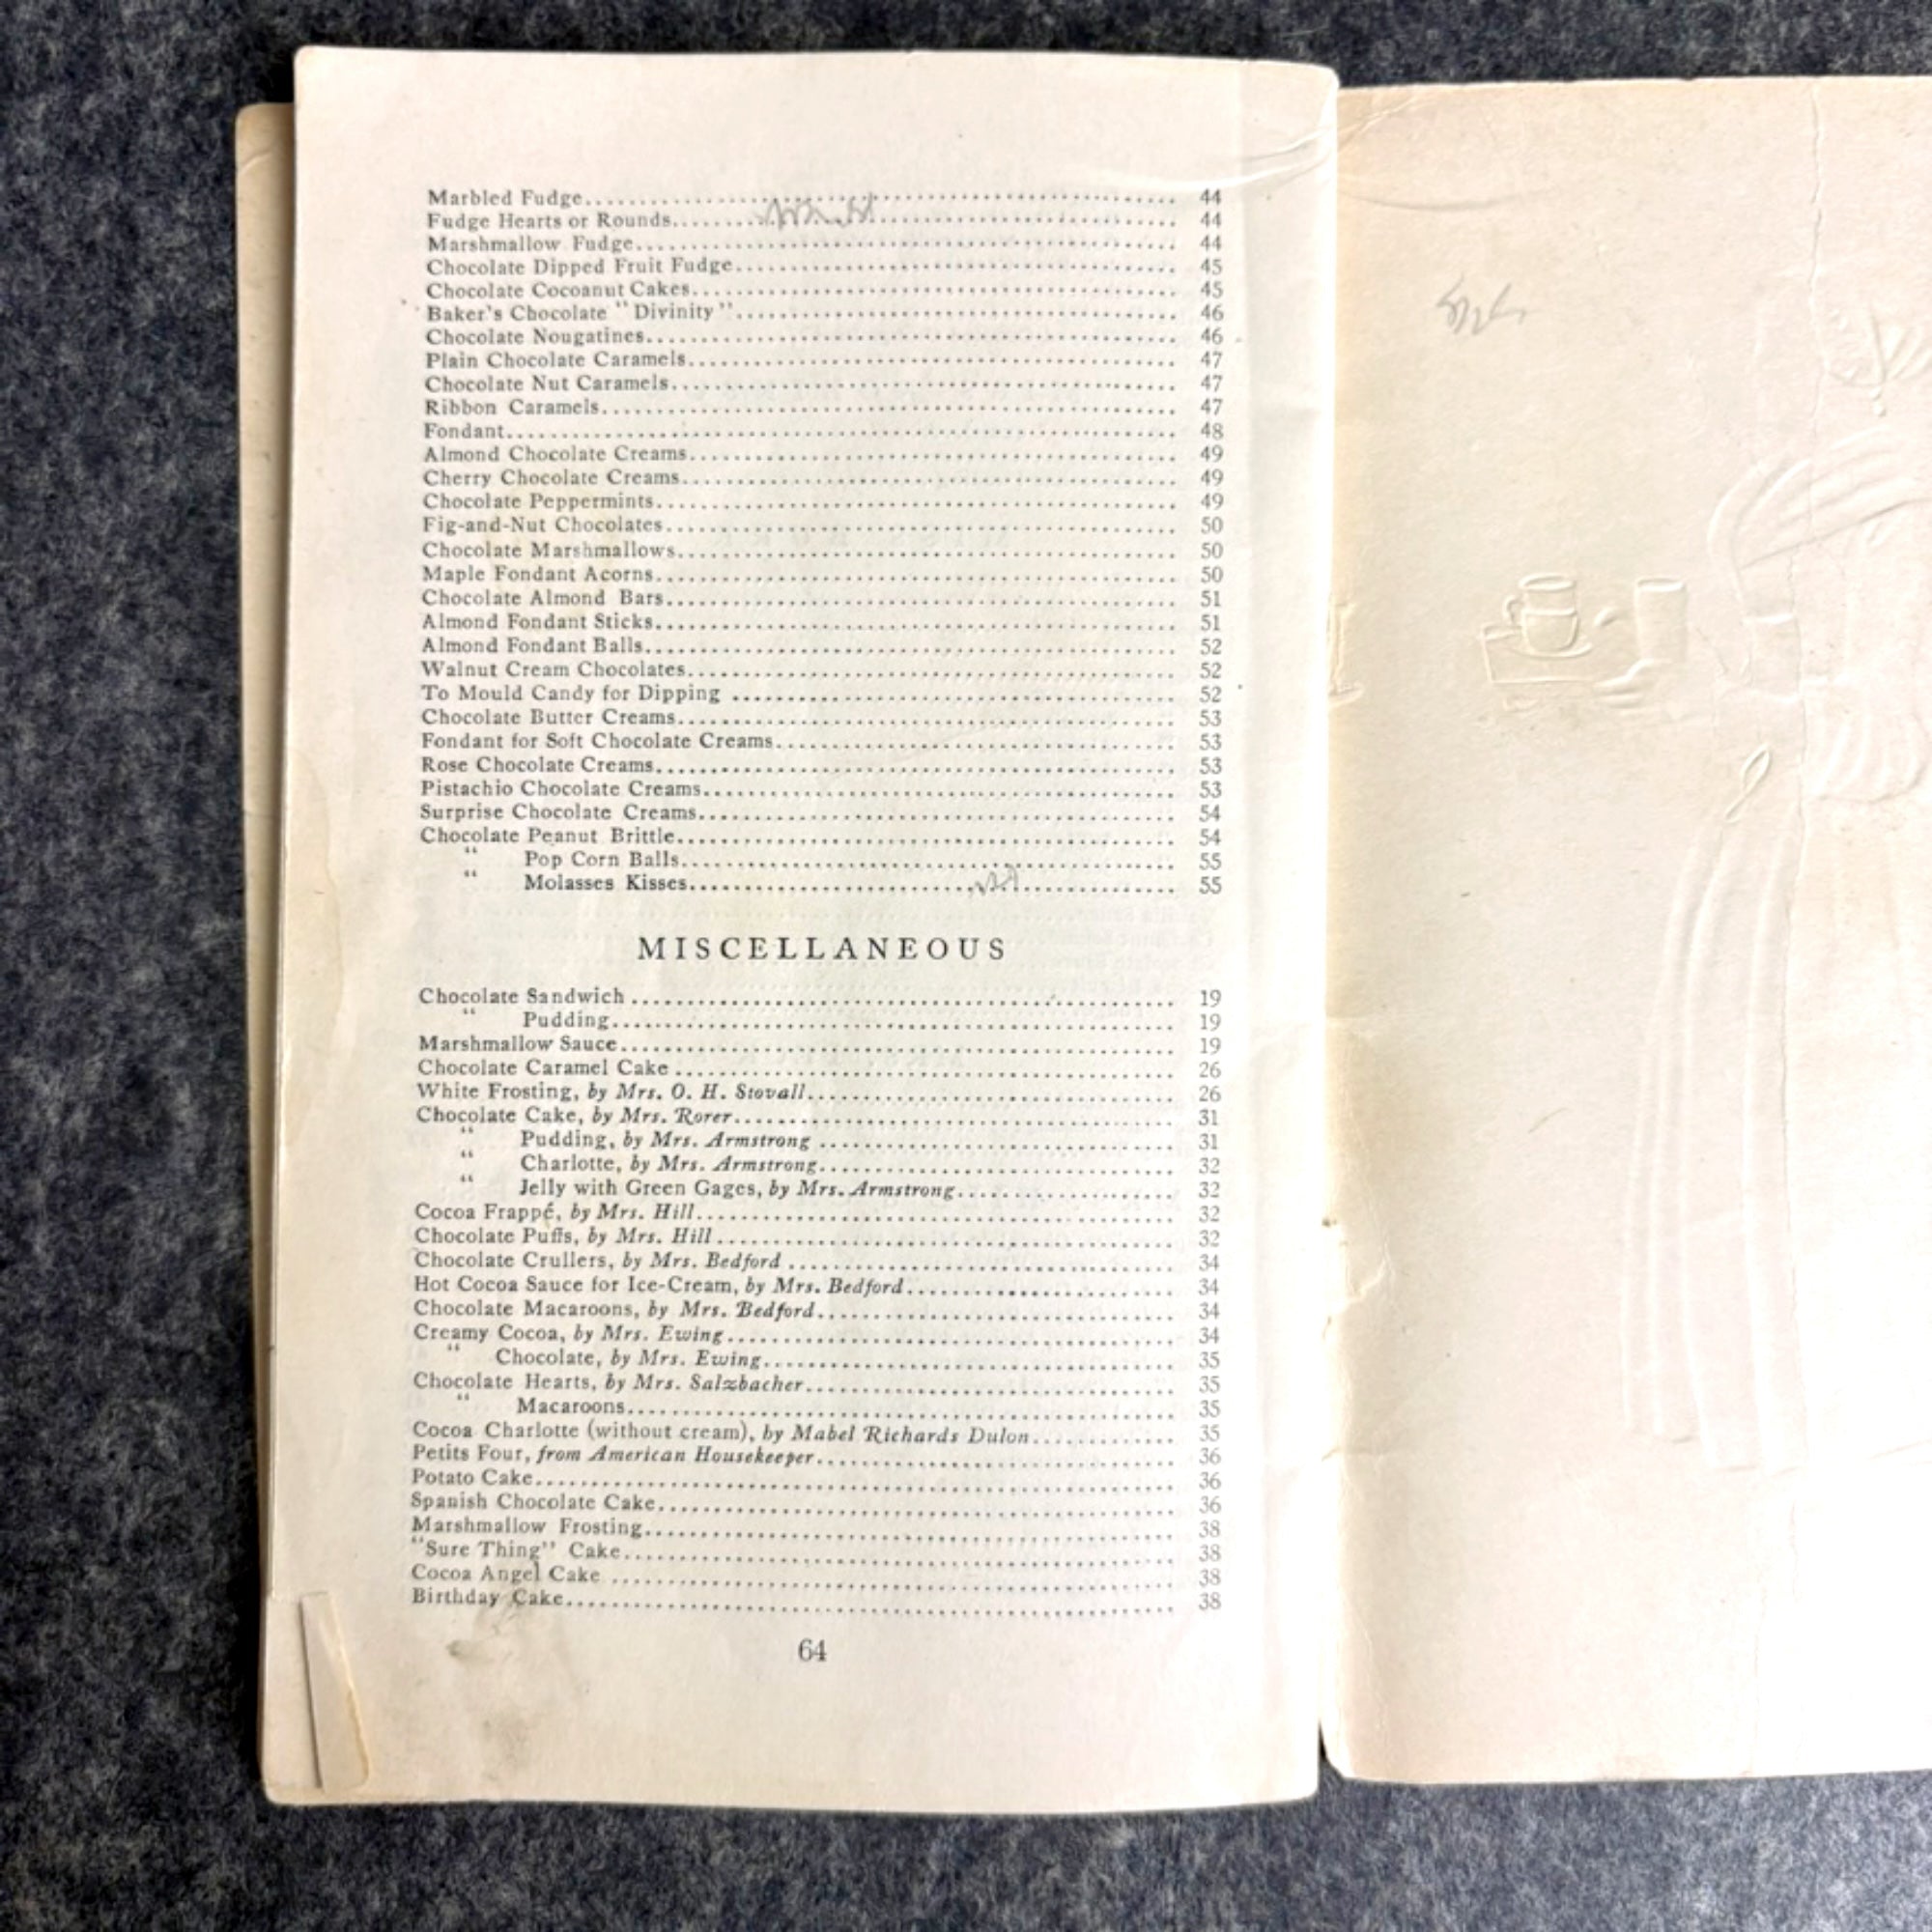 Marbled Fudge........ 44
Fudge Hearts or Rounds........ 44
Marshmallow Fudge........ 44
Chocolate Dipped Fruit Fudge........ 45
Chocolate Cocoanut Cakes........ 45
Baker's Chocolate "Divinity"........ 46
Chocolate Nougatines........ 46
Plain Chocolate Caramels........ 47
Chocolate Nut Caramels........ 47
Ribbon Caramels........ 47
Fondant........ 48
Almond Chocolate Creams........ 49
Cherry Chocolate Creams........ 49
Chocolate Peppermints........ 49
Fig-and-Nut Chocolates........ 50
Chocolate Marshmallows........ 50
Maple Fondant Acorns........ 50
Chocolate Almond Bars........ 51
Almond Fondant Sticks........ 51
Almond Fondant Balls........ 52
Walnut Cream Chocolates........ 52
To Mould Candy for Dipping ........ 52
Chocolate Butter Creams........ 53
Fondant for Soft Chocolate Creams........ 53
Rose Chocolate Creams........ 53
Pistachio Chocolate Creams........ 53
Surprise Chocolate Creams........ 54
Chocolate Peanut Brittle........ 54
" Pop Corn Balls........ 55
" Molasses Kisses........ 55
MISCELLANEOUS
Chocolate Sandwich ........ 19
" Pudding........ 19
Marshmallow Sauce........ 19
Chocolate Caramel Cake ........ 26
White Frosting, by Mrs. O. H. Stovall........ 26
Chocolate Cake, by Mrs. Rorer........ 31
" Pudding, by Mrs. Armstrong ........ 31
" Charlotte, by Mrs. Armstrong........ 32
" Jelly with Green Gages, by Mrs. Armstrong........ 32
Cocoa Frappé, by Mrs. Hill........ 32
Chocolate Puffs, by Mrs. Hill........ 32
Chocolate Crullers, by Mrs. Bedford ........ 34
Hot Cocoa Sauce for Ice-Cream, by Mrs. Bedford........ 34
Chocolate Macaroons, by Mrs. Bedford........ 34
Creamy Cocoa, by Mrs. Ewing........ 34
" Chocolate, by Mrs. Ewing........ 35
Chocolate Hearts, by Mrs. Salzbacher........ 35
" Macaroons........ 35
Cocoa Charlotte (without cream), by Mabel Richards Dulon........ 35
Petits Four, from American Housekeeper........ 36
Potato Cake........ 36
Spanish Chocolate Cake........ 36
Marshmallow Frosting........ 38
"Sure Thing" Cake........ 38
Cocoa Angel Cake ........ 38
Birthday Cake........ 38
64